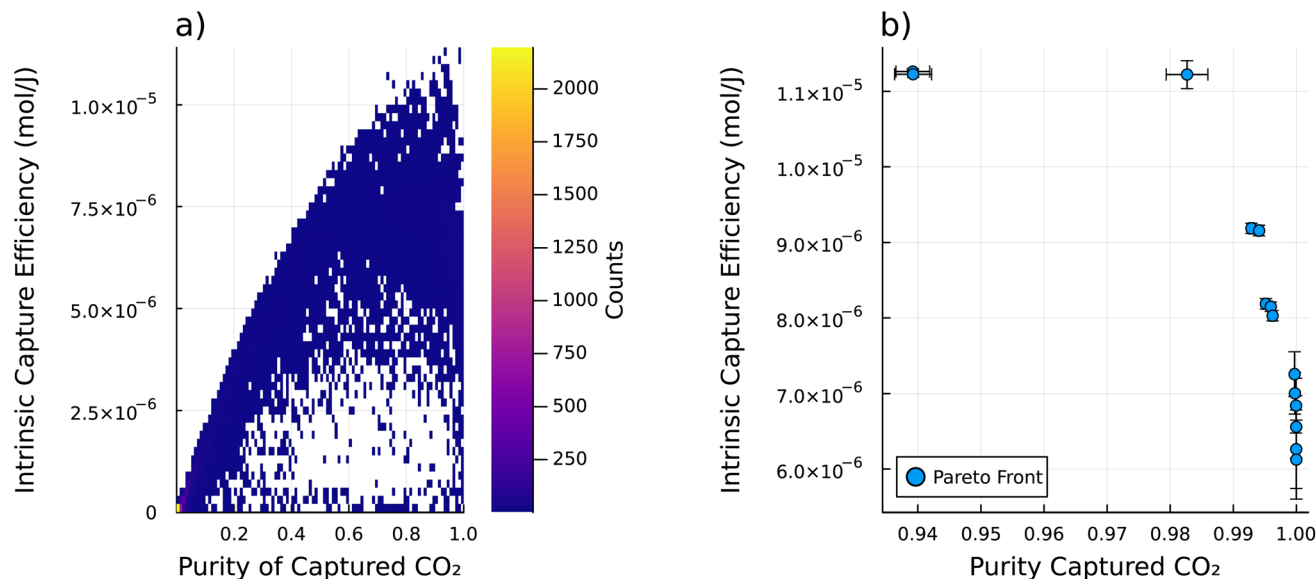 a)
Intrinsic Capture Efficiency (mol/J)
1.0×10⁻⁵
7.5×10⁻⁶
5.0×10⁻⁶
2.5×10⁻⁶
0
0.2 0.4 0.6 0.8 1.0
Purity of Captured CO₂
2000
1750
1500
1250
1000
750
500
250
Counts
b)
Intrinsic Capture Efficiency (mol/J)
1.1×10⁻⁵
1.0×10⁻⁵
9.0×10⁻⁶
8.0×10⁻⁶
7.0×10⁻⁶
6.0×10⁻⁶
Pareto Front
0.94 0.95 0.96 0.97 0.98 0.99 1.00
Purity Captured CO₂